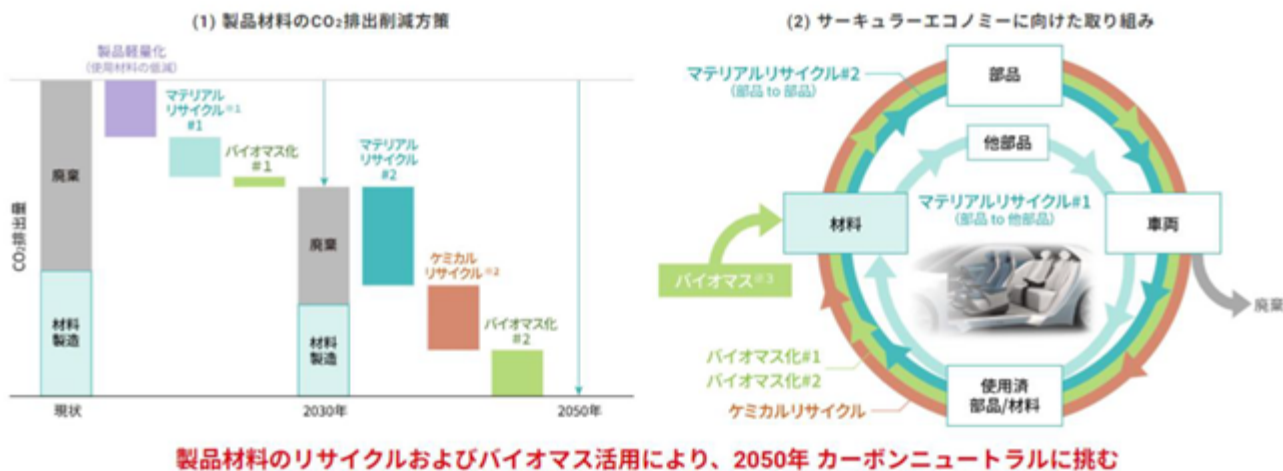 (1) 製品材料のCO₂排出削減方策
製品軽量化
(使用材料の低減)
マテリアル
リサイクル※1
#1
バイオマス化
#1
マテリアル
リサイクル
#2
ケミカル
リサイクル※2
バイオマス化
#2
廃棄
材料
製造
廃棄
材料
製造
CO₂排出量
現状
2030年
2050年
(2) サーキュラーエコノミーに向けた取り組み
マテリアルリサイクル#2
(部品 to 部品)
部品
他部品
マテリアルリサイクル#1
(部品 to 他部品)
材料
車両
バイオマス※3
廃棄
バイオマス化#1
バイオマス化#2
ケミカルリサイクル
使用済
部品/材料
製品材料のリサイクルおよびバイオマス活用により、2050年 カーボンニュートラルに挑む